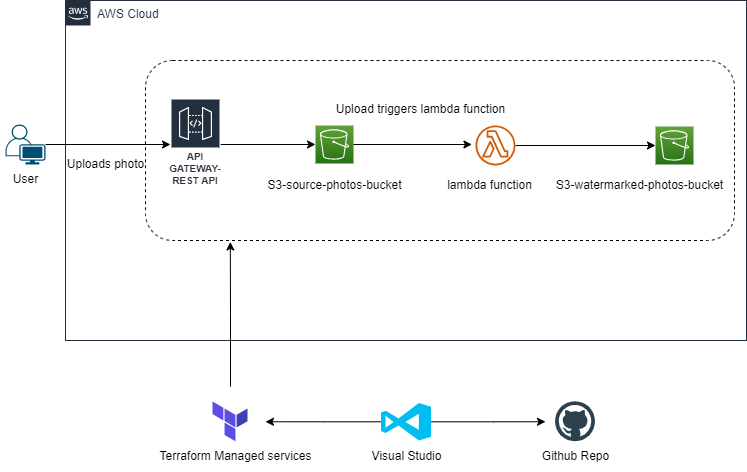 aws
AWS Cloud
Upload triggers lambda function
API
GATEWAY-
REST API
Uploads photo
User
S3-source-photos-bucket
lambda function
S3-watermarked-photos-bucket
Terraform Managed services
Visual Studio
Github Repo